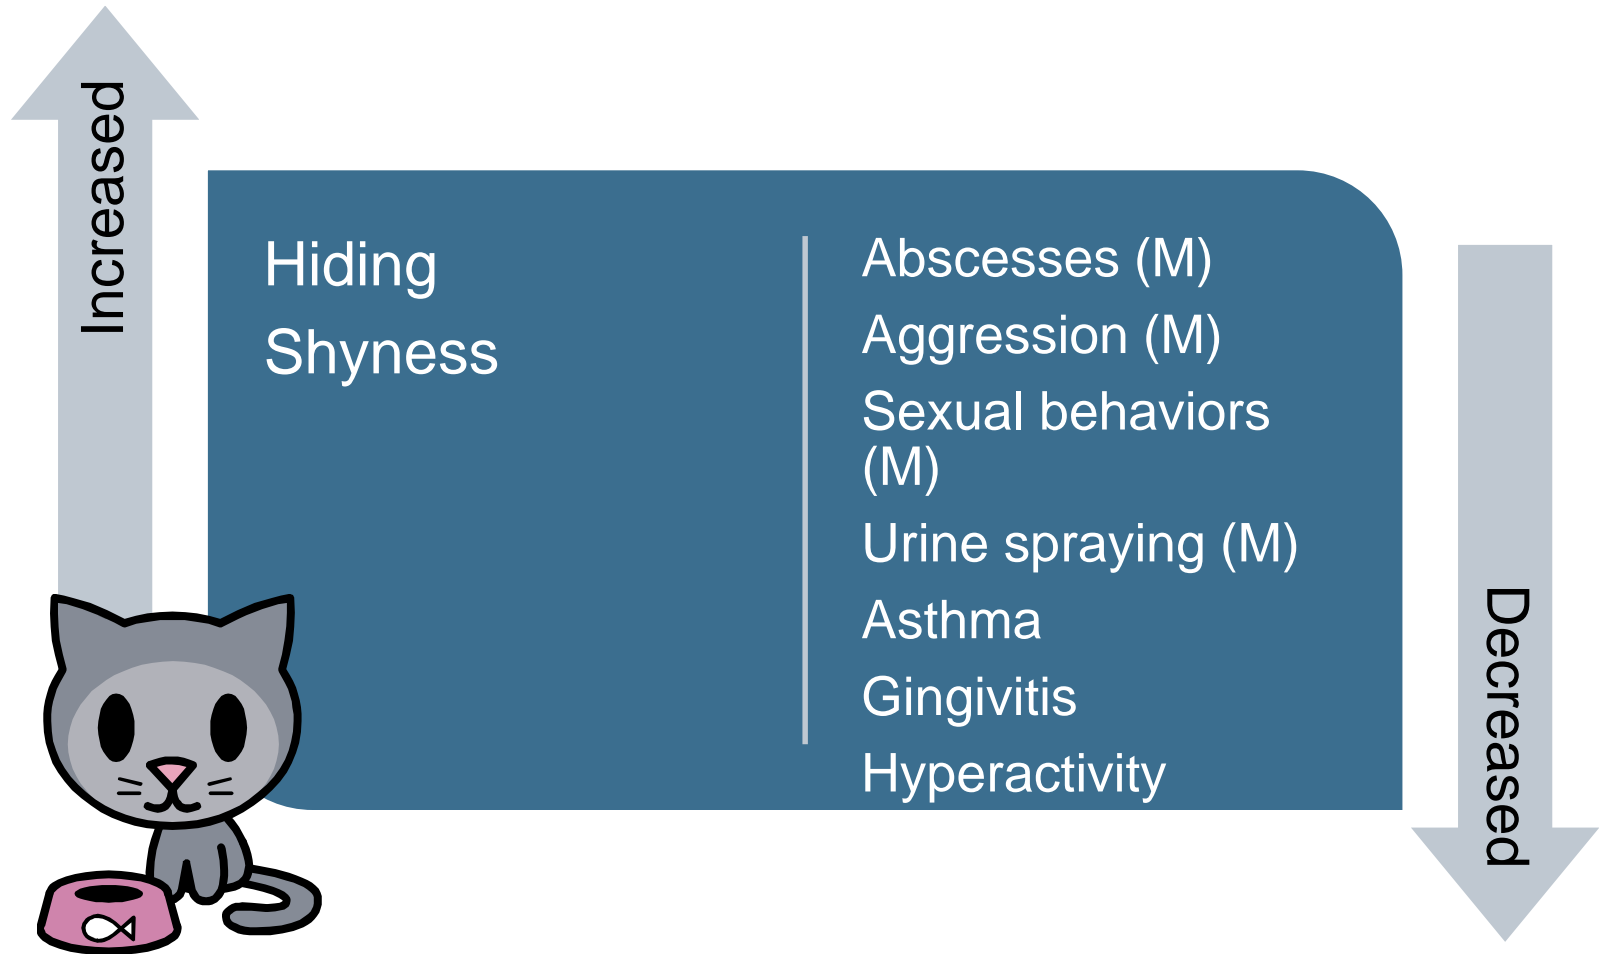 Increased
Hiding
Shyness
Abscesses (M)
Aggression (M)
Sexual behaviors
(M)
Urine spraying (M)
Asthma
Gingivitis
Hyperactivity
Decreased